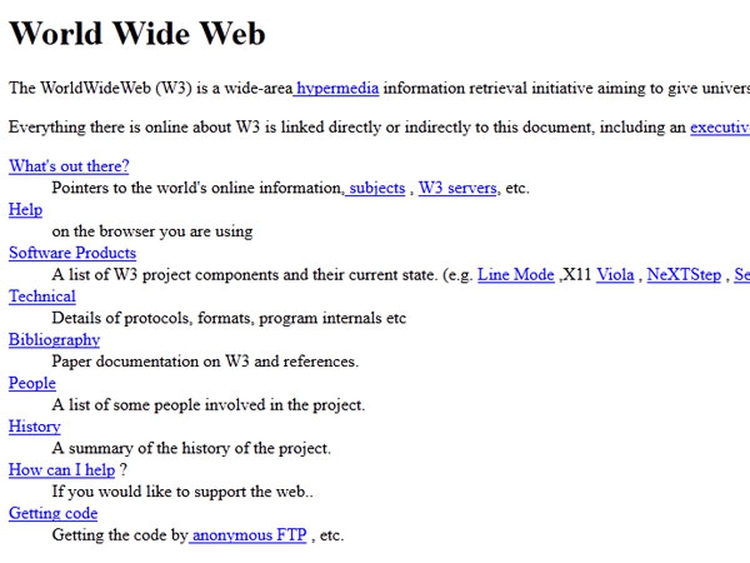 World Wide Web
The WorldWideWeb (W3) is a wide-area hypermedia information retrieval initiative aiming to give
Everything there is online about W3 is linked directly or indirectly to this document, including an
What's out there?
Pointers to the world's online information, subjects , W3 servers, etc.
Help
on the browser you are using
Software Products
A list of W3 project components and their current state. (e.g. Line Mode ,X11 Viola , NeXTStep ,
Technical
Details of protocols, formats, program internals etc
Bibliography
Paper documentation on W3 and references.
People
A list of some people involved in the project.
History
A summary of the history of the project.
How can I help ?
If you would like to support the web..
Getting code
Getting the code by anonymous FTP , etc.